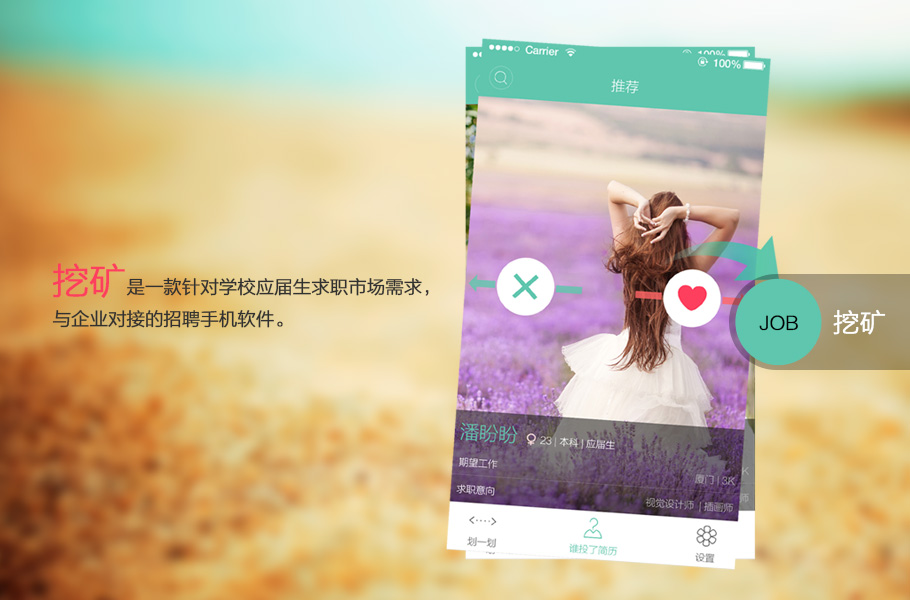 挖矿是一款针对学校应届生求职市场需求，
与企业对接的招聘手机软件。
Carrier 100%
100%
推荐
JOB 挖矿
潘盼盼 ♀ 23 | 本科 | 应届生
期望工作 厦门 | 3K
求职意向 视觉设计师 | 插画师
划一划 谁投了简历 设置